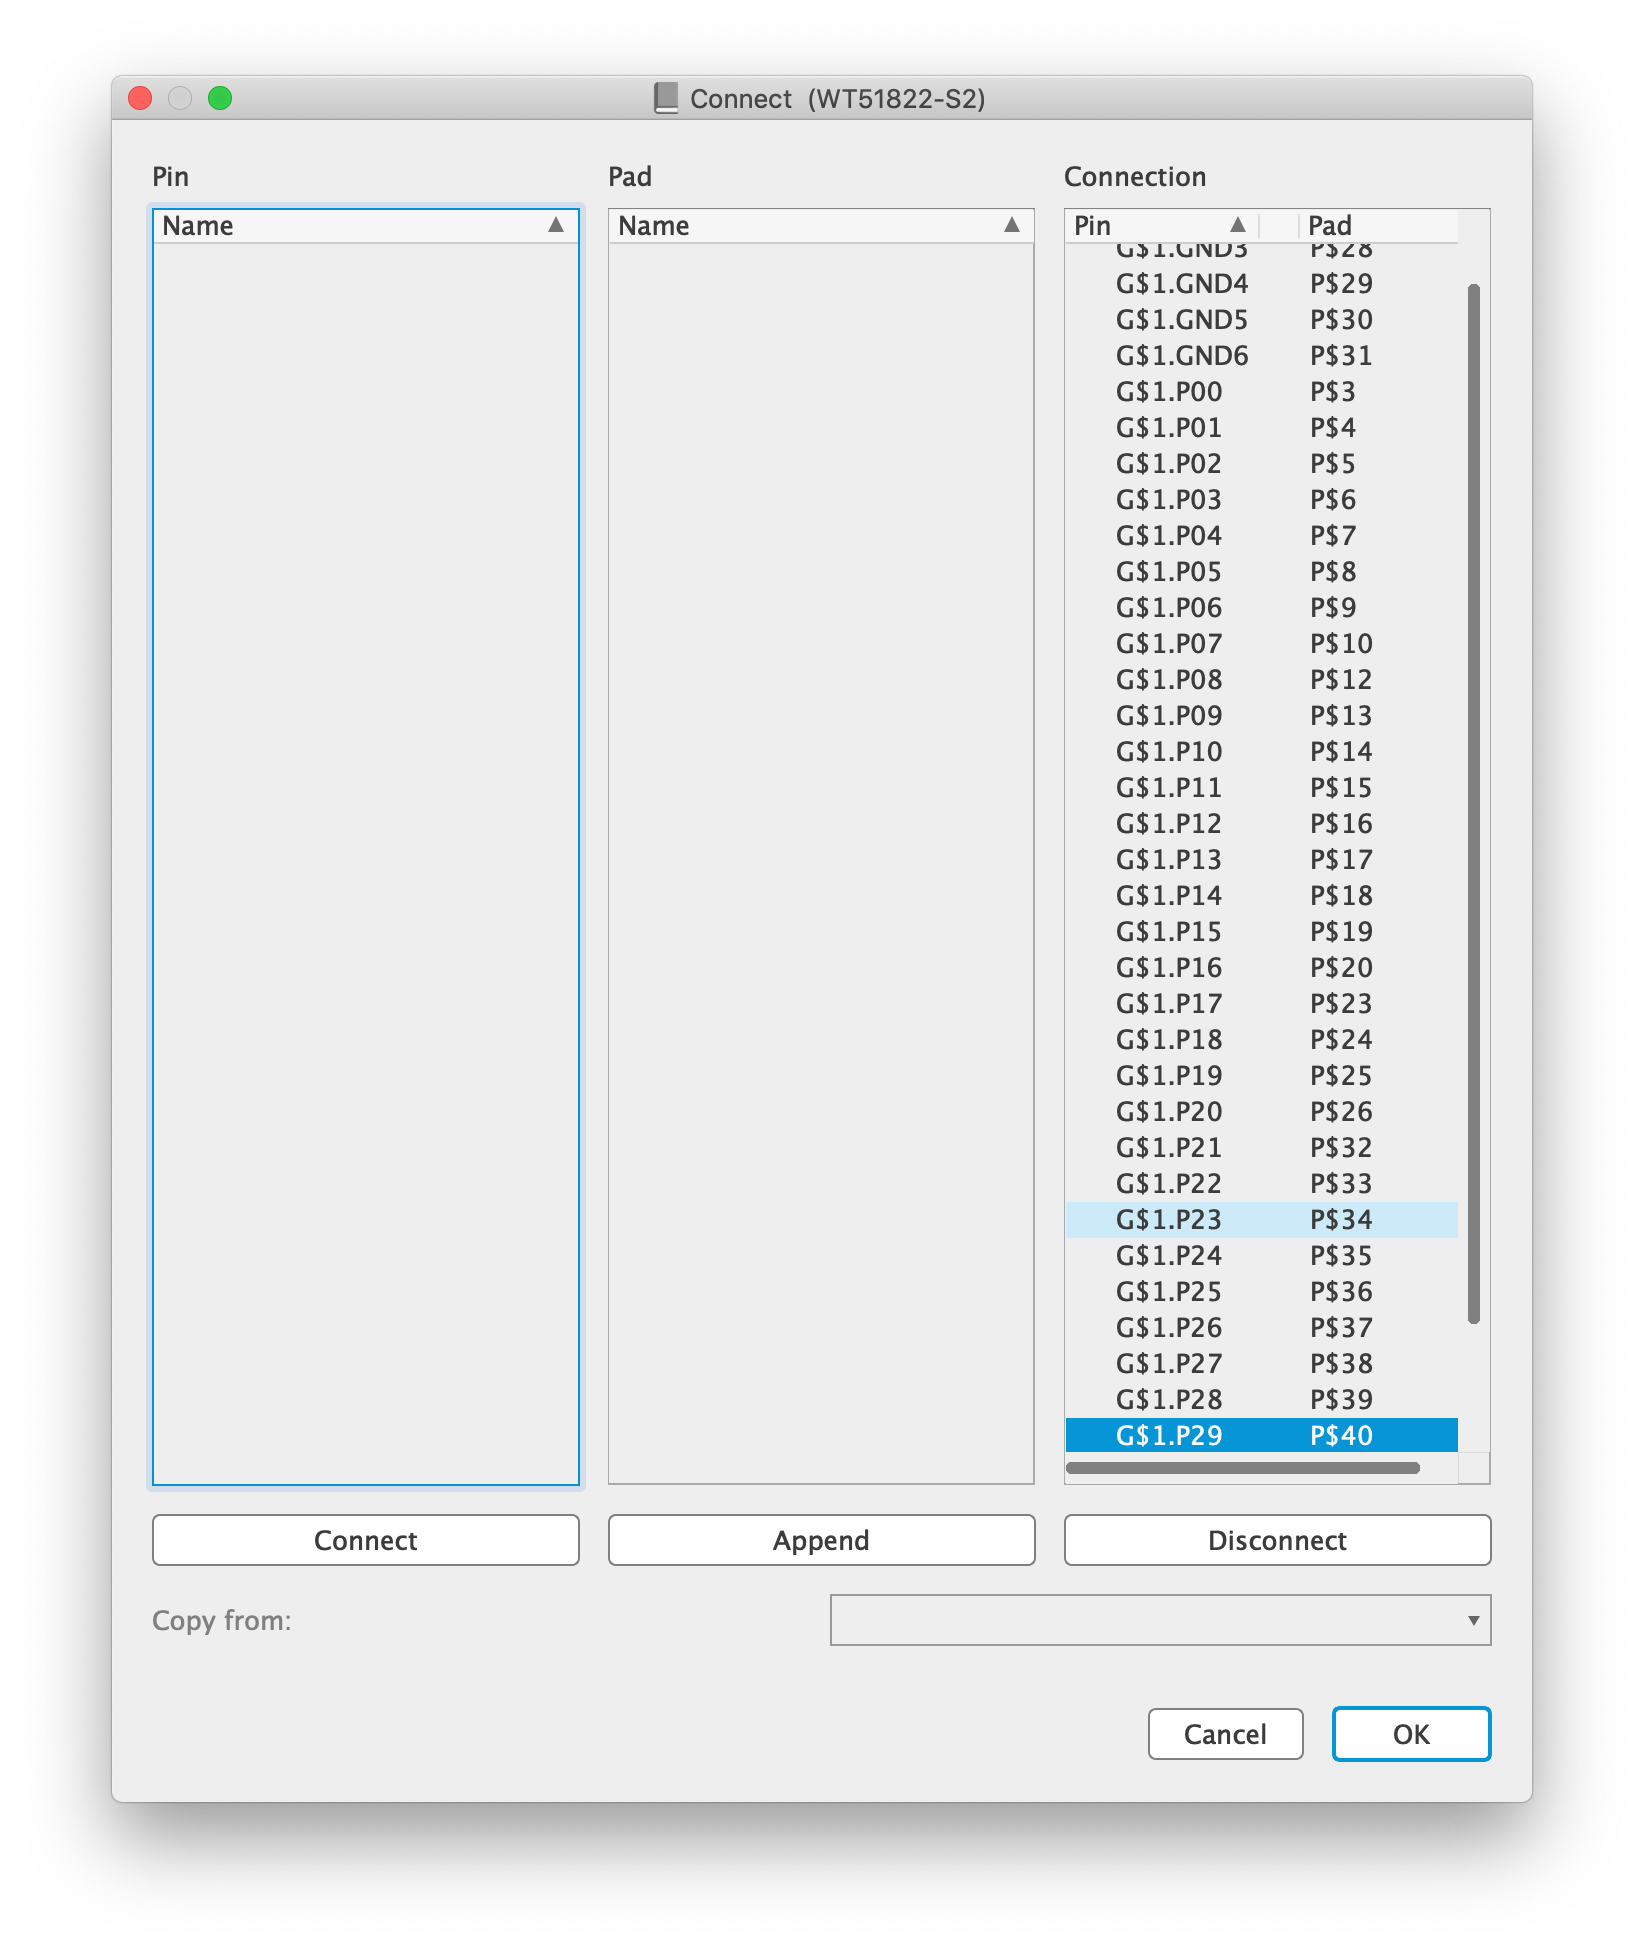 Connect (WT51822-S2)
Pin Pad Connection
Name Name Pin Pad
G$1.GND3 P$28
G$1.GND4 P$29
G$1.GND5 P$30
G$1.GND6 P$31
G$1.P00 P$3
G$1.P01 P$4
G$1.P02 P$5
G$1.P03 P$6
G$1.P04 P$7
G$1.P05 P$8
G$1.P06 P$9
G$1.P07 P$10
G$1.P08 P$12
G$1.P09 P$13
G$1.P10 P$14
G$1.P11 P$15
G$1.P12 P$16
G$1.P13 P$17
G$1.P14 P$18
G$1.P15 P$19
G$1.P16 P$20
G$1.P17 P$23
G$1.P18 P$24
G$1.P19 P$25
G$1.P20 P$26
G$1.P21 P$32
G$1.P22 P$33
G$1.P23 P$34
G$1.P24 P$35
G$1.P25 P$36
G$1.P26 P$37
G$1.P27 P$38
G$1.P28 P$39
G$1.P29 P$40
Connect Append Disconnect
Copy from:
Cancel OK